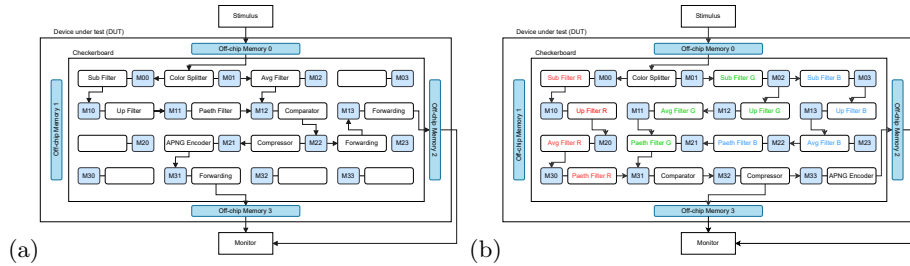 Stimulus
Device under test (DUT)
Off-chip Memory 0
Checkerboard
Sub Filter M00 Color Splitter M01 Avg Filter M02 M03
Off-chip Memory 1
M10 Up Filter M11 Paeth Filter M12 Comparator M13 Forwarding
Off-chip Memory 2
M20 APNG Encoder M21 Compressor M22 Forwarding M23
M30 M31 Forwarding M32 M33
Off-chip Memory 3
Monitor
(a)
Stimulus
Device under test (DUT)
Off-chip Memory 0
Checkerboard
Sub Filter R M00 Color Splitter M01 Sub Filter G M02 Sub Filter B M03
Off-chip Memory 1
M10 Up Filter R M11 Avg Filter G M12 Up Filter G M13 Up Filter B
Off-chip Memory 2
Avg Filter R M20 Paeth Filter G M21 Paeth Filter B M22 Avg Filter B M23
M30 Paeth Filter R M31 Comparator M32 Compressor M33 APNG Encoder
Off-chip Memory 3
Monitor
(b)